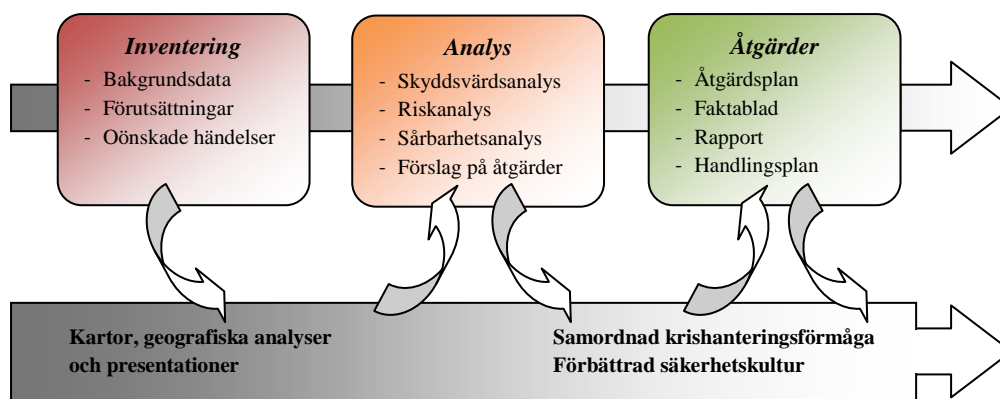 Inventering
- Bakgrundsdata
- Förutsättningar
- Oönskade händelser
Analys
- Skyddsvärdsanalys
- Riskanalys
- Sårbarhetsanalys
- Förslag på åtgärder
Åtgärder
- Åtgärdsplan
- Faktablad
- Rapport
- Handlingsplan
Kartor, geografiska analyser
och presentationer
Samordnad krishanteringsförmåga
Förbättrad säkerhetskultur